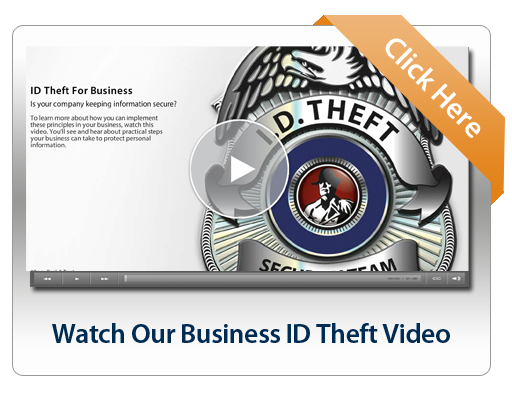 Click Here
ID Theft For Business
Is your company keeping information secure?
To learn more about how you can implement
these principles in your business, watch this
video. You'll see and hear about practical steps
your business can take to protect personal
information.
I.D. THEFT
SECURITY TEAM
Watch Our Business ID Theft Video